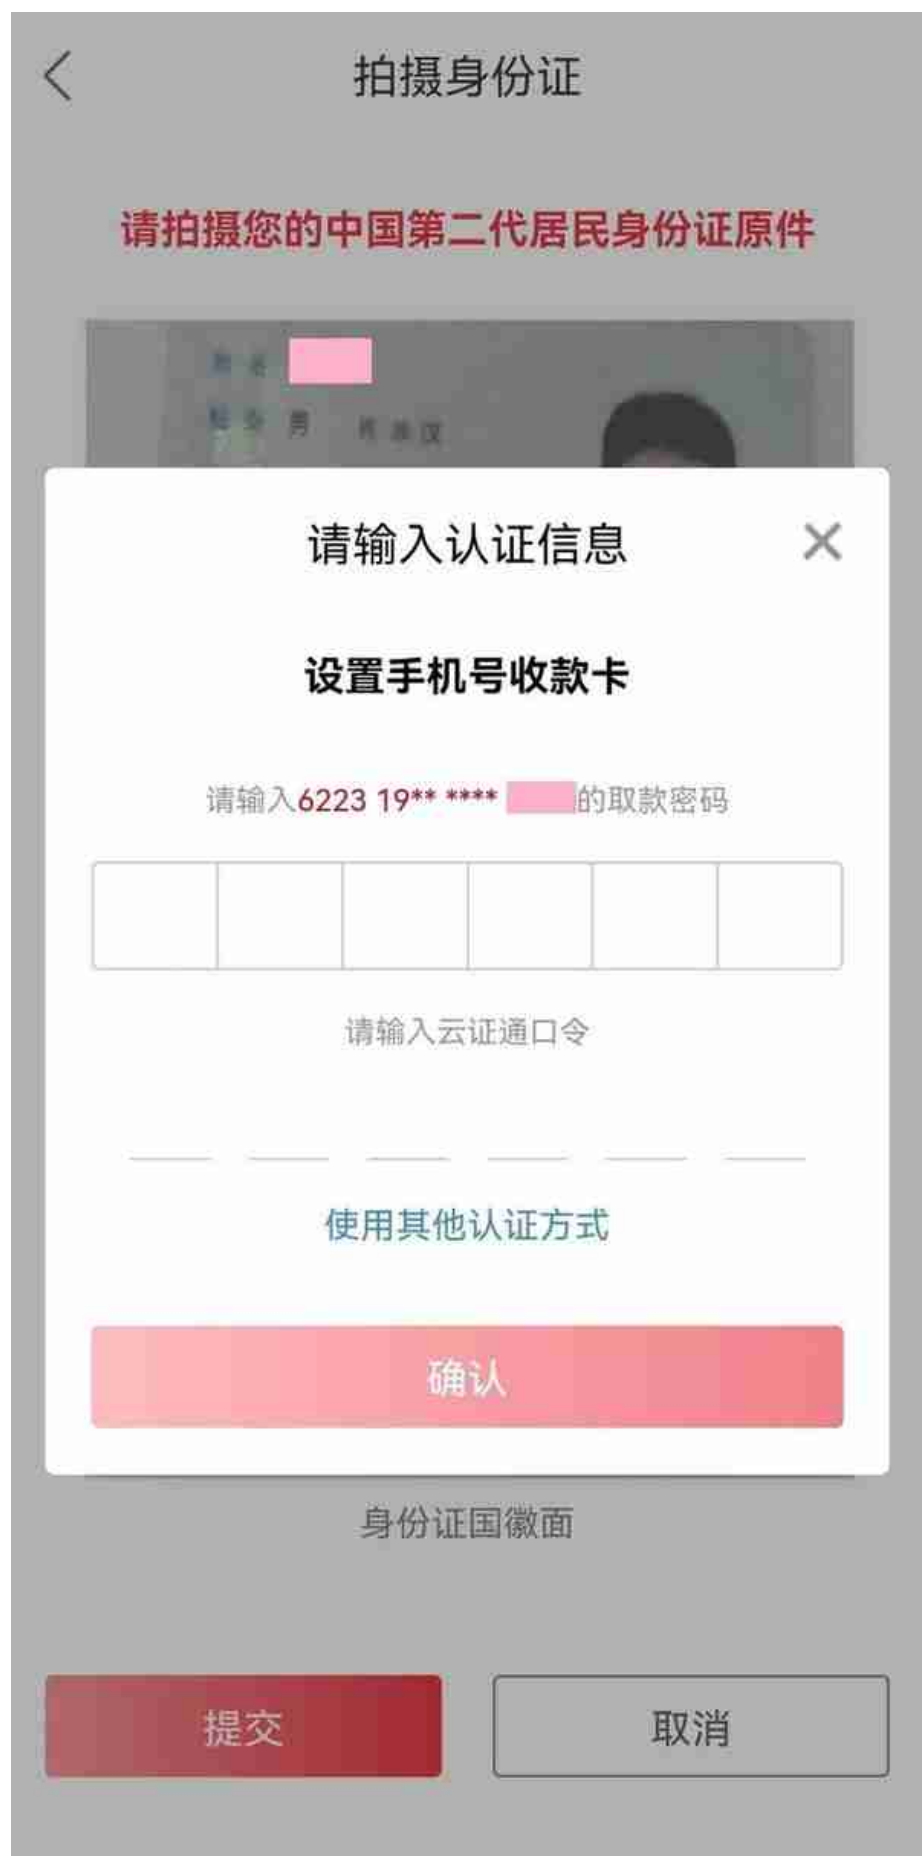 拍摄身份证
请拍摄您的中国第二代居民身份证原件
男
汉
请输入认证信息
设置手机号收款卡
请输入6223 19** **** 的取款密码
请输入云证通口令
使用其他认证方式
确认
身份证国徽面
提交 取消